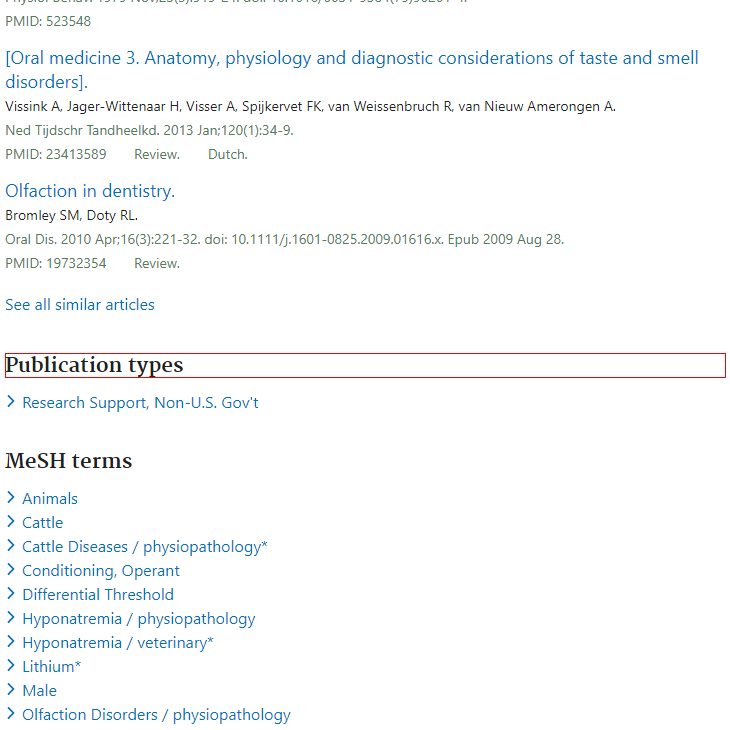 PMID: 523548
[Oral medicine 3. Anatomy, physiology and diagnostic considerations of taste and smell
disorders].
Vissink A, Jager-Wittenaar H, Visser A, Spijkervet FK, van Weissenbruch R, van Nieuw Amerongen A.
Ned Tijdschr Tandheelkd. 2013 Jan;120(1):34-9.
PMID: 23413589 Review. Dutch.
Olfaction in dentistry.
Bromley SM, Doty RL.
Oral Dis. 2010 Apr;16(3):221-32. doi: 10.1111/j.1601-0825.2009.01616.x. Epub 2009 Aug 28.
PMID: 19732354 Review.
See all similar articles
Publication types
Research Support, Non-U.S. Gov't
MeSH terms
Animals
Cattle
Cattle Diseases / physiopathology*
Conditioning, Operant
Differential Threshold
Hyponatremia / physiopathology
Hyponatremia / veterinary*
Lithium*
Male
Olfaction Disorders / physiopathology